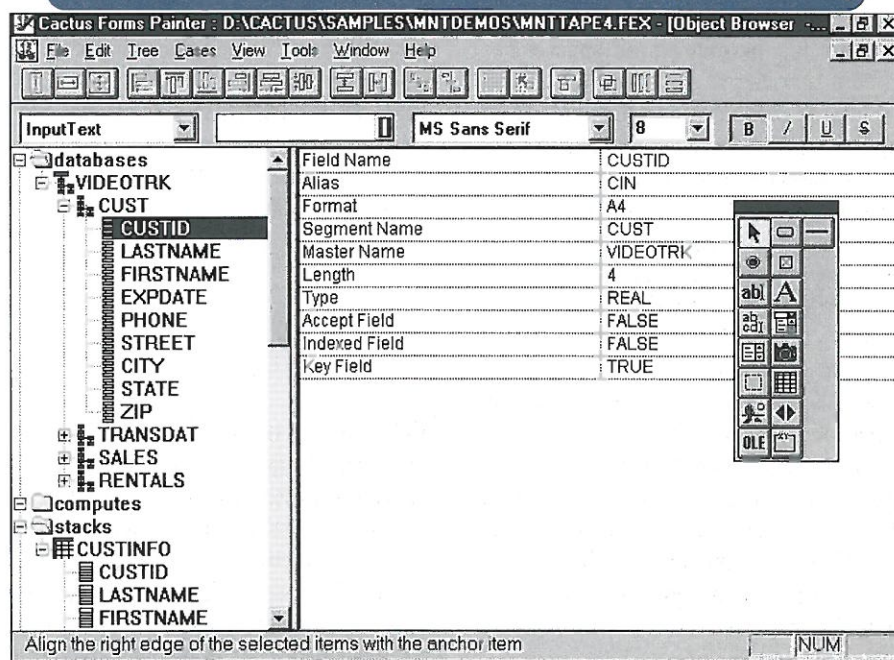 Cactus Forms Painter : D:\CACTUS\SAMPLES\MNTDEMOS\MNTTAPE4.FEX - [Object Browser -...
File Edit Tree Cases View Tools Window Help
InputText MS Sans Serif 8 B / U S
databases
VIDEOTRK
CUST
CUSTID
LASTNAME
FIRSTNAME
EXPDATE
PHONE
STREET
CITY
STATE
ZIP
TRANSDAT
SALES
RENTALS
computes
stacks
CUSTINFO
CUSTID
LASTNAME
FIRSTNAME
Field Name CUSTID
Alias CIN
Format A4
Segment Name CUST
Master Name VIDEOTRK
Length 4
Type REAL
Accept Field FALSE
Indexed Field FALSE
Key Field TRUE
ab A
ab cd
OLE
Align the right edge of the selected items with the anchor item NUM